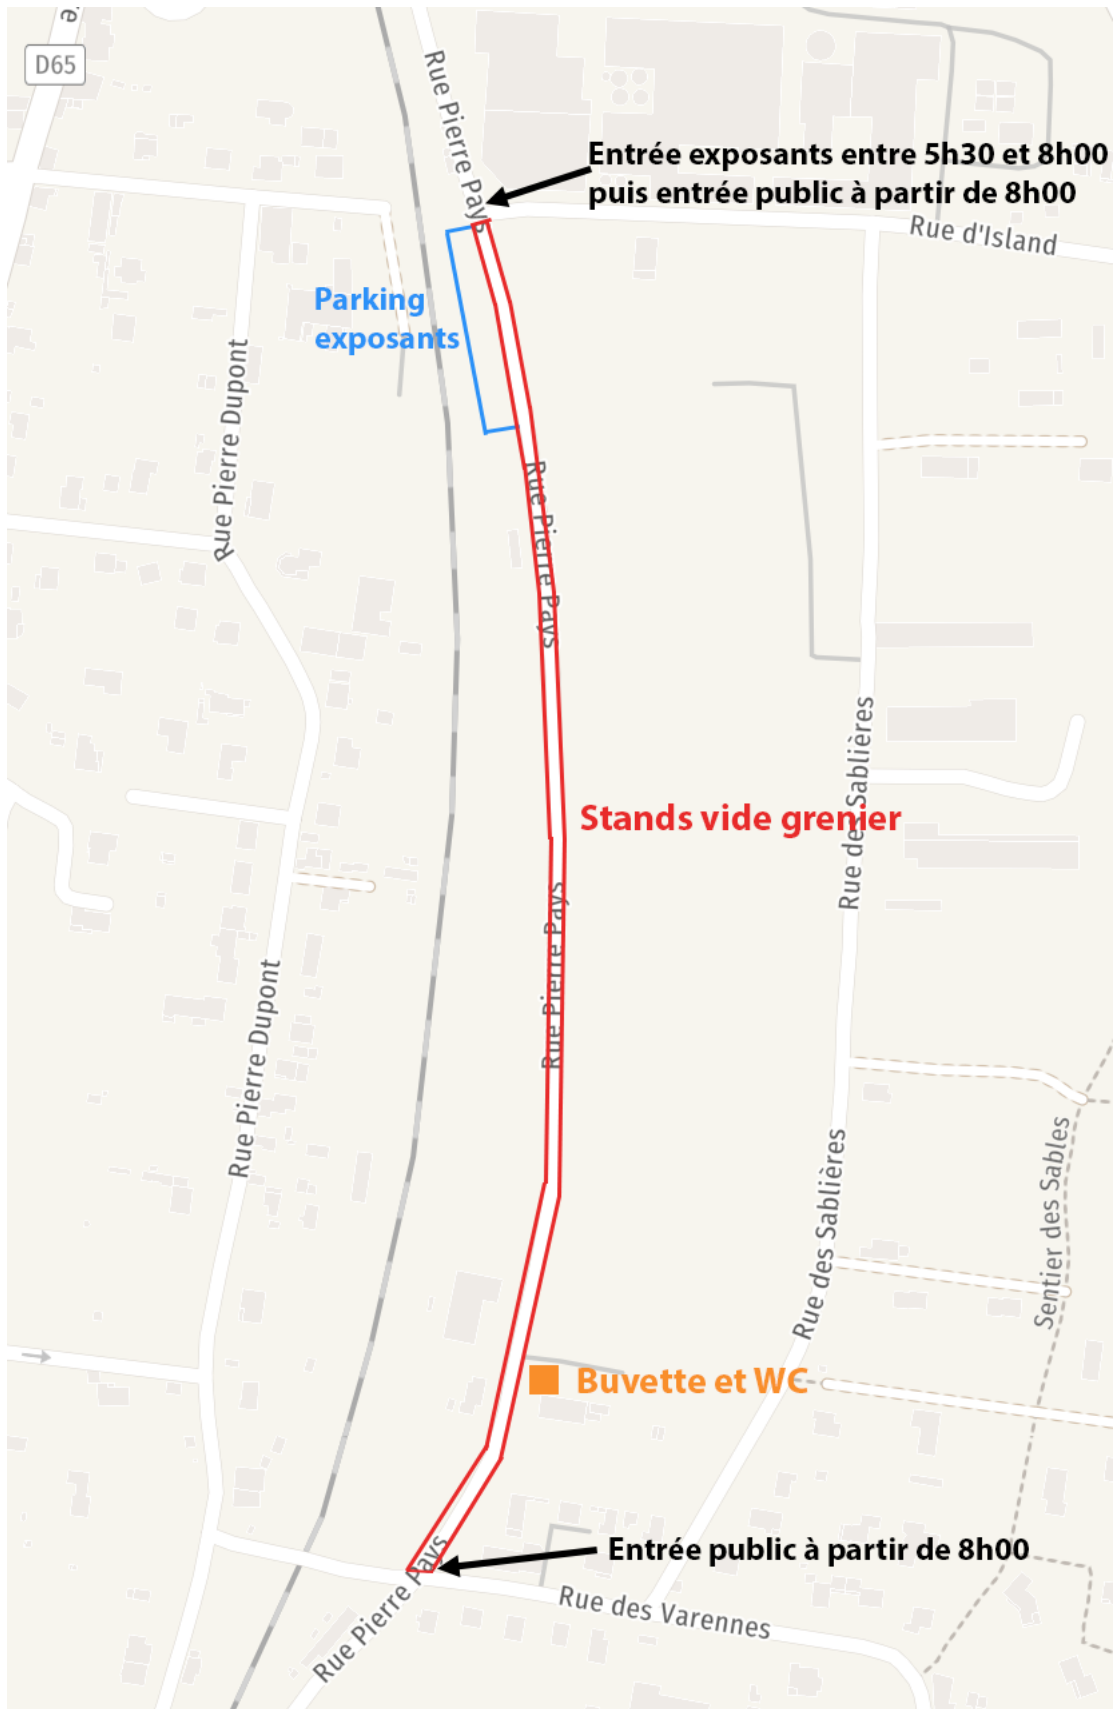 D65
Rue Pierre Pays
Entrée exposants entre 5h30 et 8h00
puis entrée public à partir de 8h00
Rue d'Island
Parking
exposants
Rue Pierre Dupont
Rue Pierre Pays
Rue des Sablières
Stands vide grenier
Rue Pierre Pays
Rue Pierre Dupont
Rue des Sablières
Sentier des Sables
Buvette et WC
Entrée public à partir de 8h00
Rue Pierre Pays
Rue des Varennes